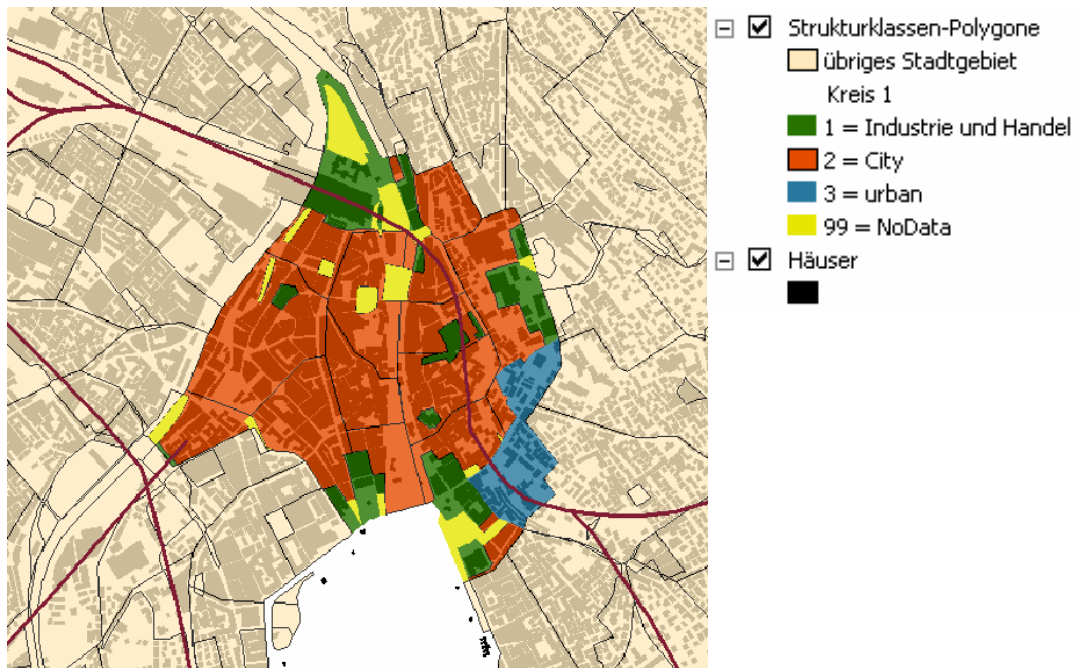 Strukturklassen-Polygone
übriges Stadtgebiet
Kreis 1
1 = Industrie und Handel
2 = City
3 = urban
99 = NoData
Häuser